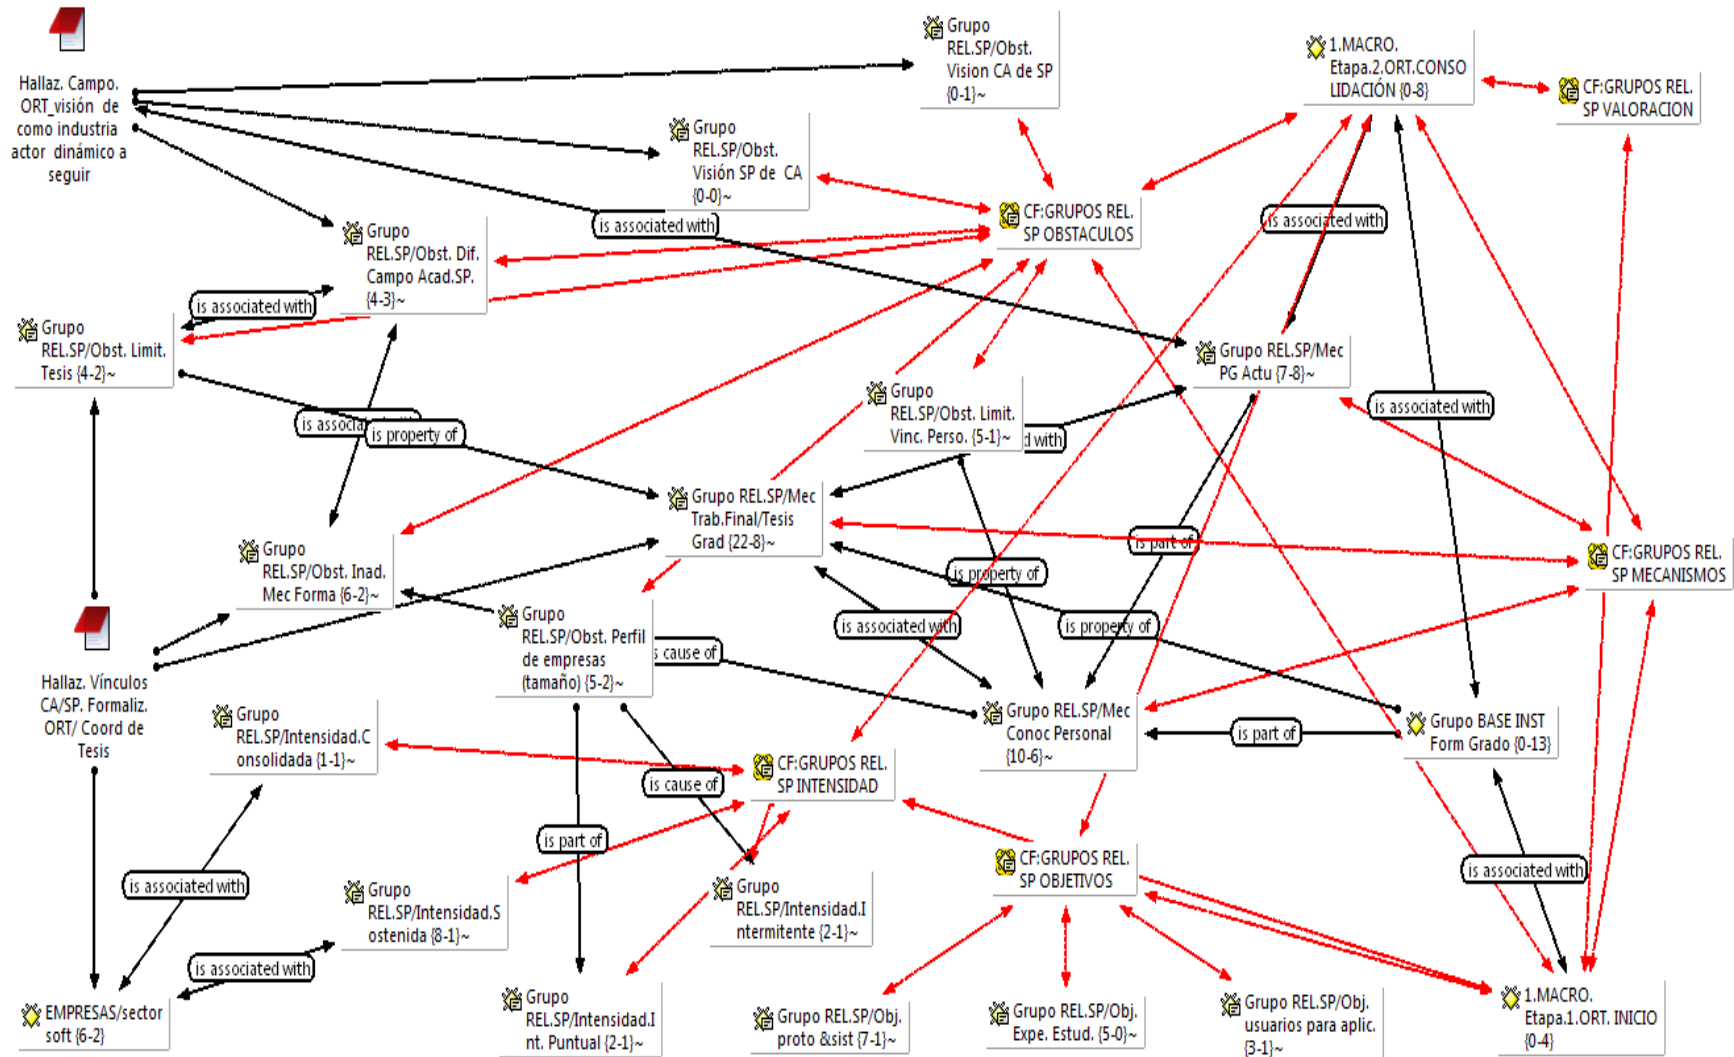 Grupo
REL.SP/Obst.
Vision CA de SP
{0-1}~
1.MACRO.
Etapa.2.ORT.CONSO
LIDACIÓN {0-8}
CF:GRUPOS REL.
SP VALORACION
Hallaz. Campo.
ORT_visión de
como industria
actor dinámico a
seguir
Grupo
REL.SP/Obst.
Visión SP de CA
{0-0}~
CF:GRUPOS REL.
SP OBSTACULOS
is associated with
is associated with
Grupo
REL.SP/Obst. Dif.
Campo Acad.SP.
{4-3}~
is associated with
Grupo
REL.SP/Obst. Limit.
Tesis {4-2}~
Grupo REL.SP/Mec
PG Actu {7-8}~
Grupo
REL.SP/Obst. Limit.
Vinc. Perso. {5-1}~
is associated with
is associa
is property of
d with
Grupo REL.SP/Mec
Trab.Final/Tesis
Grad {22-8}~
is part of
CF:GRUPOS REL.
SP MECANISMOS
Grupo
REL.SP/Obst. Inad.
Mec Forma {6-2}~
is property of
Grupo
REL.SP/Obst. Perfil
de empresas
(tamaño) {5-2}~
is associated with
is property of
s cause of
Hallaz. Vínculos
CA/SP. Formaliz.
ORT/ Coord de
Tesis
Grupo
REL.SP/Intensidad.C
onsolidada {1-1}~
Grupo REL.SP/Mec
Conoc Personal
{10-6}~
is part of
Grupo BASE INST
Form Grado {0-13}
CF:GRUPOS REL.
SP INTENSIDAD
is cause of
is part of
CF:GRUPOS REL.
SP OBJETIVOS
is associated with
is associated with
Grupo
REL.SP/Intensidad.S
ostenida {8-1}~
Grupo
REL.SP/Intensidad.I
ntermitente {2-1}~
is associated with
EMPRESAS/sector
soft {6-2}
Grupo
REL.SP/Intensidad.I
nt. Puntual {2-1}~
Grupo REL.SP/Obj.
proto &sist {7-1}~
Grupo REL.SP/Obj.
Expe. Estud. {5-0}~
Grupo REL.SP/Obj.
usuarios para aplic.
{3-1}~
1.MACRO.
Etapa.1.ORT. INICIO
{0-4}